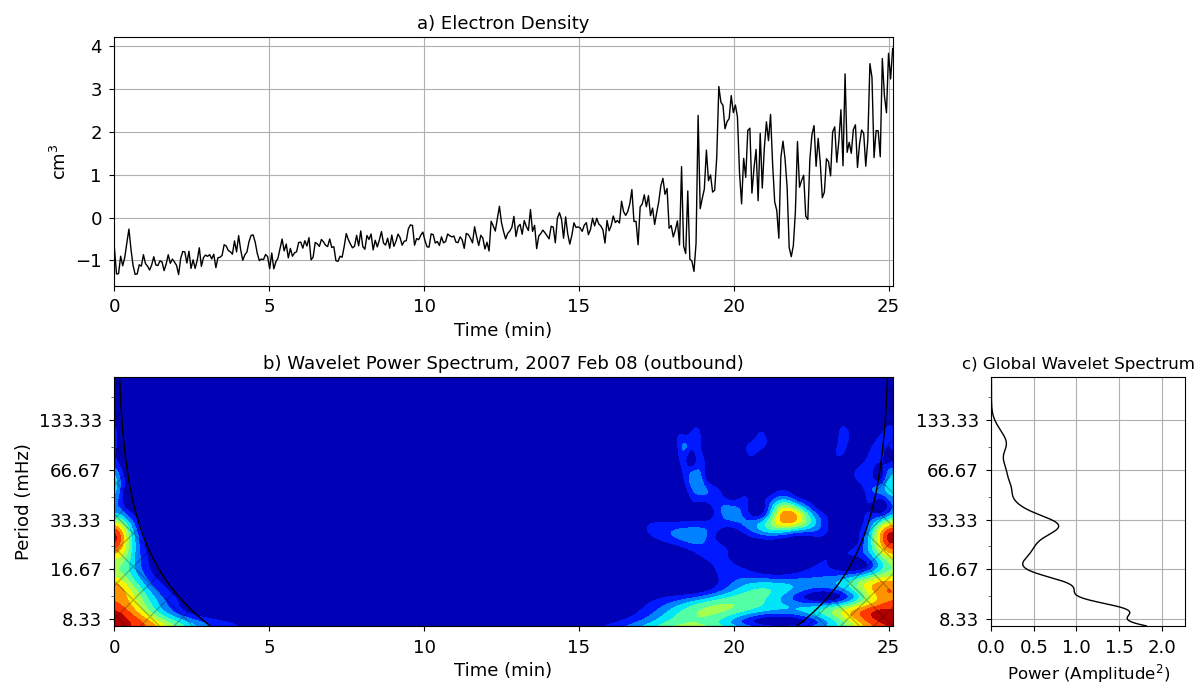 a) Electron Density
4
3
2
1
0
−1
cm³
0 5 10 15 20 25
Time (min)
b) Wavelet Power Spectrum, 2007 Feb 08 (outbound)
133.33
66.67
33.33
16.67
8.33
Period (mHz)
0 5 10 15 20 25
Time (min)
c) Global Wavelet Spectrum
133.33
66.67
33.33
16.67
8.33
0.0 0.5 1.0 1.5 2.0
Power (Amplitude²)